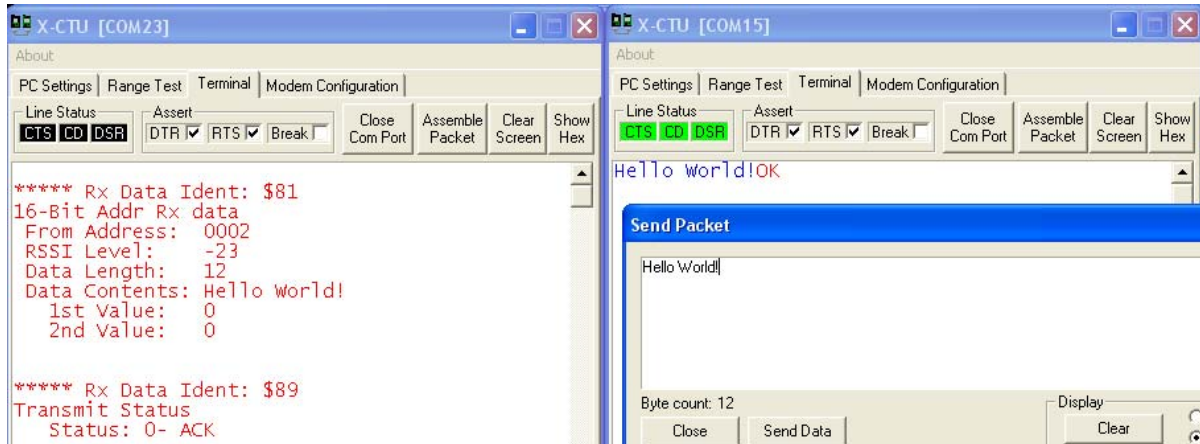 X-CTU [COM23]
About
PC Settings Range Test Terminal Modem Configuration
Line Status
CTS CD DSR
Assert
DTR RTS Break
Close Com Port
Assemble Packet
Clear Screen
Show Hex
***** Rx Data Ident: $81
16-Bit Addr Rx data
From Address: 0002
RSSI Level: -23
Data Length: 12
Data Contents: Hello World!
1st Value: 0
2nd Value: 0
***** Rx Data Ident: $89
Transmit Status
Status: 0- ACK
X-CTU [COM15]
About
PC Settings Range Test Terminal Modem Configuration
Line Status
CTS CD DSR
Assert
DTR RTS Break
Close Com Port
Assemble Packet
Clear Screen
Show Hex
Hello World!OK
Send Packet
Hello World!
Byte count: 12
Close
Send Data
Display
Clear